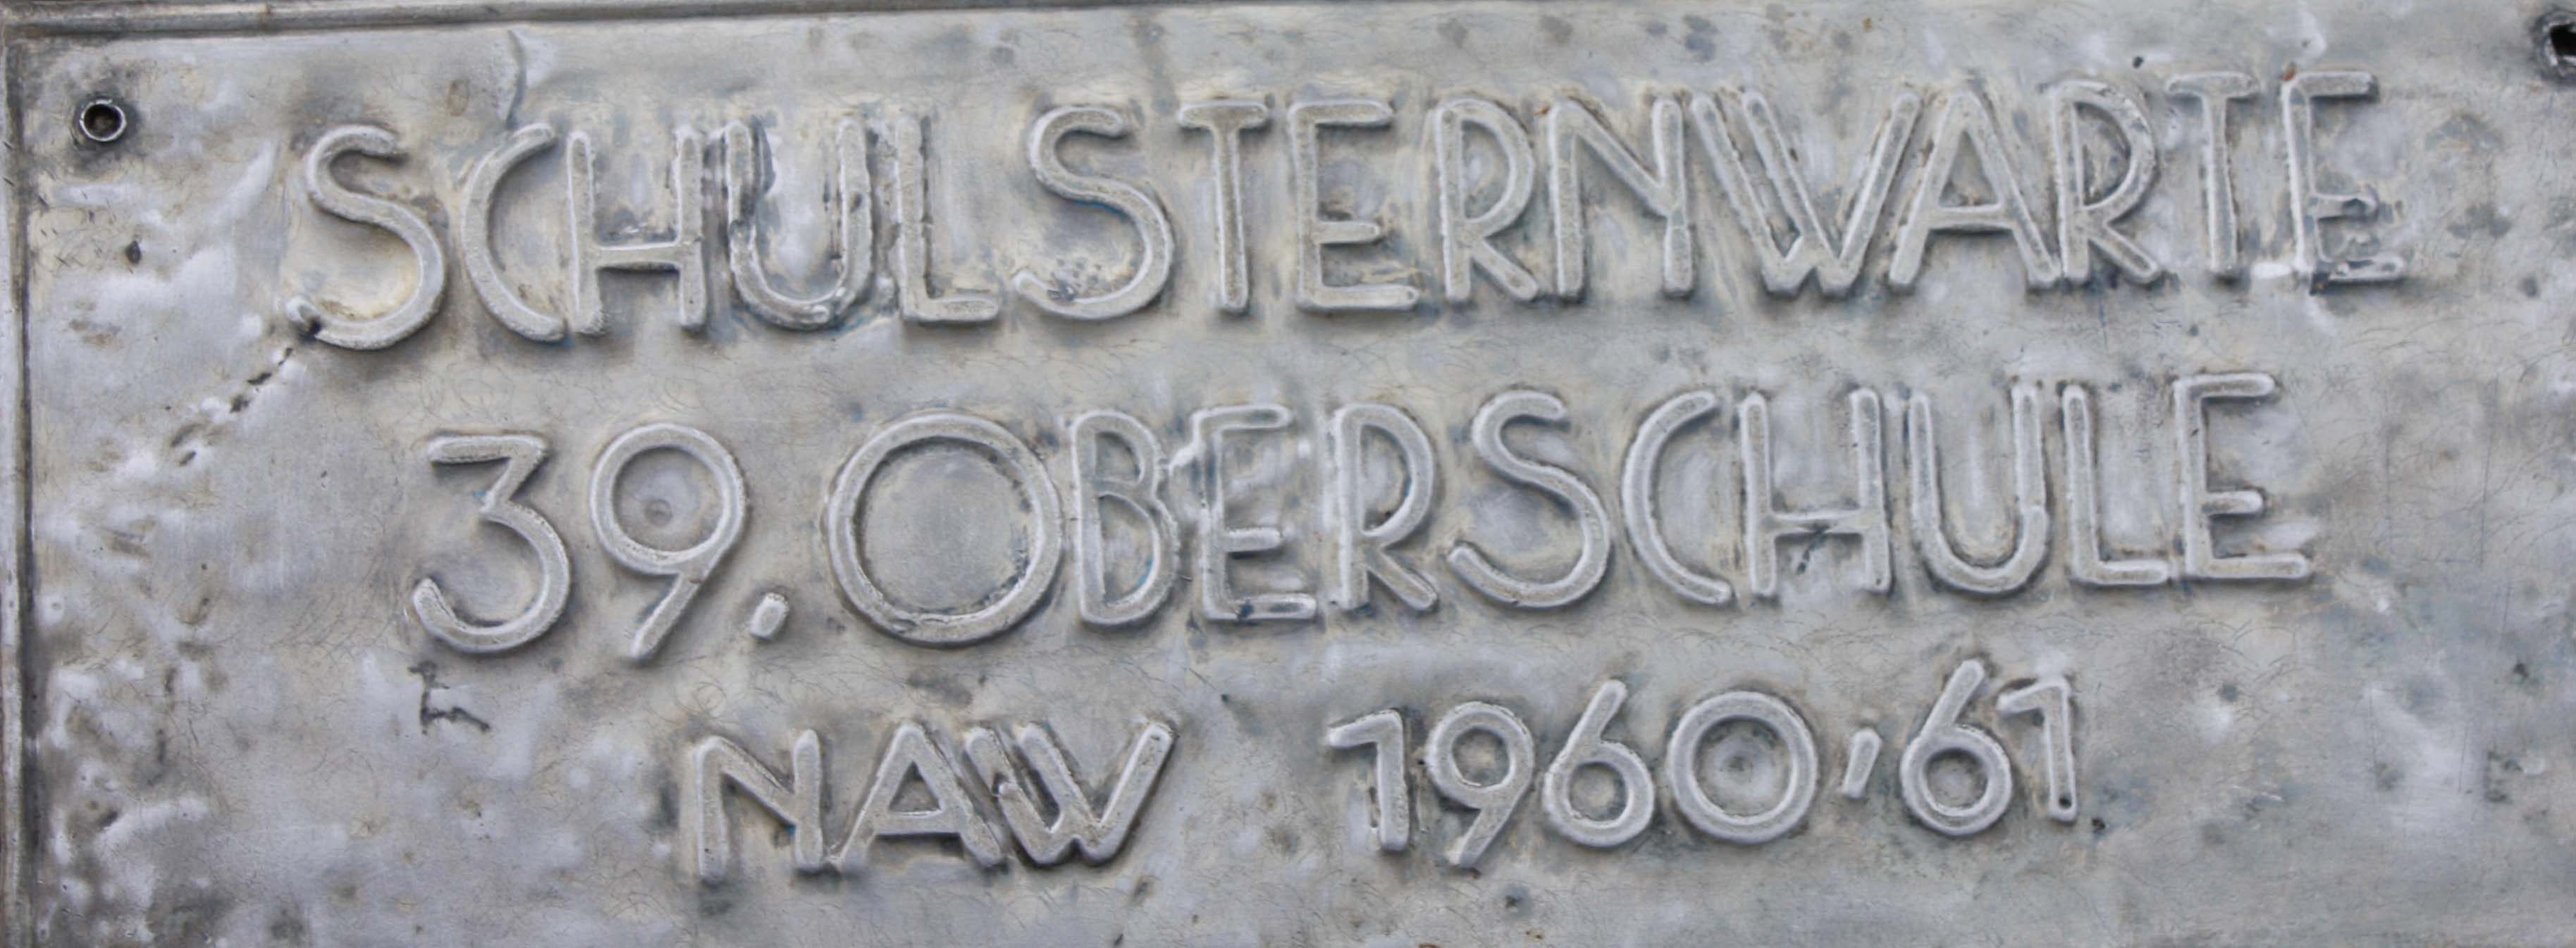 SCHULSTERNWARTE
39. OBERSCHULE
NAW 1960/61